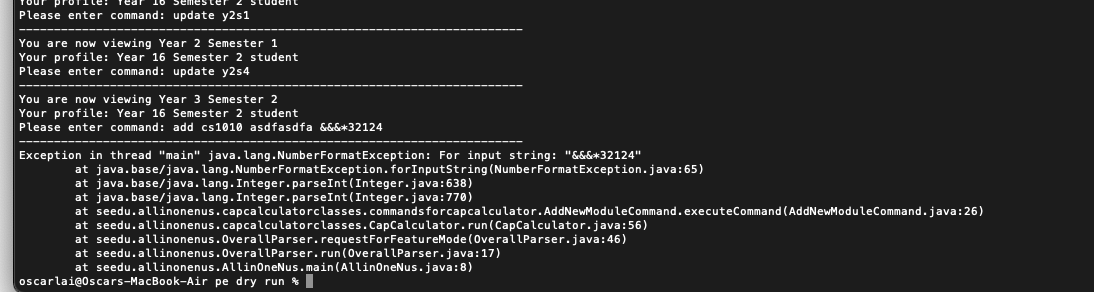 Your profile: Year 16 Semester 2 student
Please enter command: update y2s1
------------------------------------------------------------------------
You are now viewing Year 2 Semester 1
Your profile: Year 16 Semester 2 student
Please enter command: update y2s4
------------------------------------------------------------------------
You are now viewing Year 3 Semester 2
Your profile: Year 16 Semester 2 student
Please enter command: add cs1010 asdfasdfa &&&*32124
------------------------------------------------------------------------
Exception in thread "main" java.lang.NumberFormatException: For input string: "&&&*32124"
at java.base/java.lang.NumberFormatException.forInputString(NumberFormatException.java:65)
at java.base/java.lang.Integer.parseInt(Integer.java:638)
at java.base/java.lang.Integer.parseInt(Integer.java:770)
at seedu.allinonenus.capcalculatorclasses.commandsforcapcalculator.AddNewModuleCommand.executeCommand(AddNewModuleCommand.java:26)
at seedu.allinonenus.capcalculatorclasses.CapCalculator.run(CapCalculator.java:56)
at seedu.allinonenus.OverallParser.requestForFeatureMode(OverallParser.java:46)
at seedu.allinonenus.OverallParser.run(OverallParser.java:17)
at seedu.allinonenus.AllinOneNus.main(AllinOneNus.java:8)
oscarlai@Oscars-MacBook-Air pe dry run %